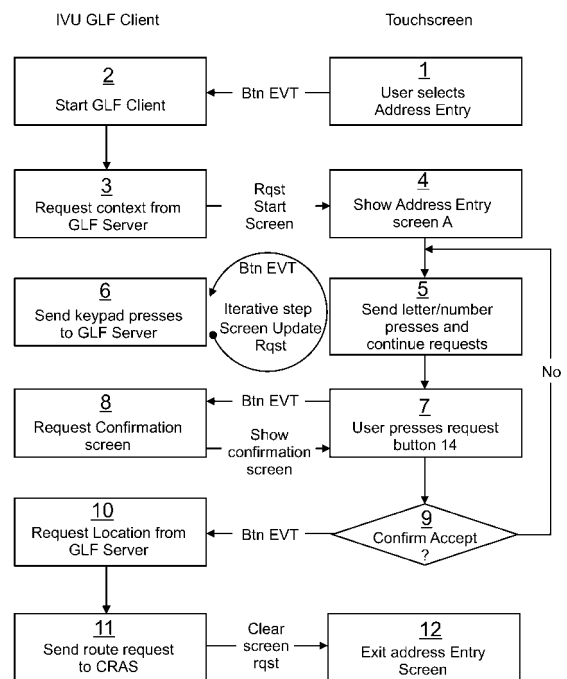 IVU GLF Client
Touchscreen
2
Start GLF Client
Btn EVT
1
User selects
Address Entry
3
Request context from
GLF Server
Rqst
Start
Screen
4
Show Address Entry
screen A
Btn EVT
6
Send keypad presses
to GLF Server
Iterative step
Screen Update
Rqst
5
Send letter/number
presses and
continue requests
No
8
Request Confirmation
screen
Btn EVT
Show
confirmation
screen
7
User presses request
button 14
10
Request Location from
GLF Server
Btn EVT
9
Confirm Accept
?
11
Send route request
to CRAS
Clear
screen
rqst
12
Exit address Entry
Screen